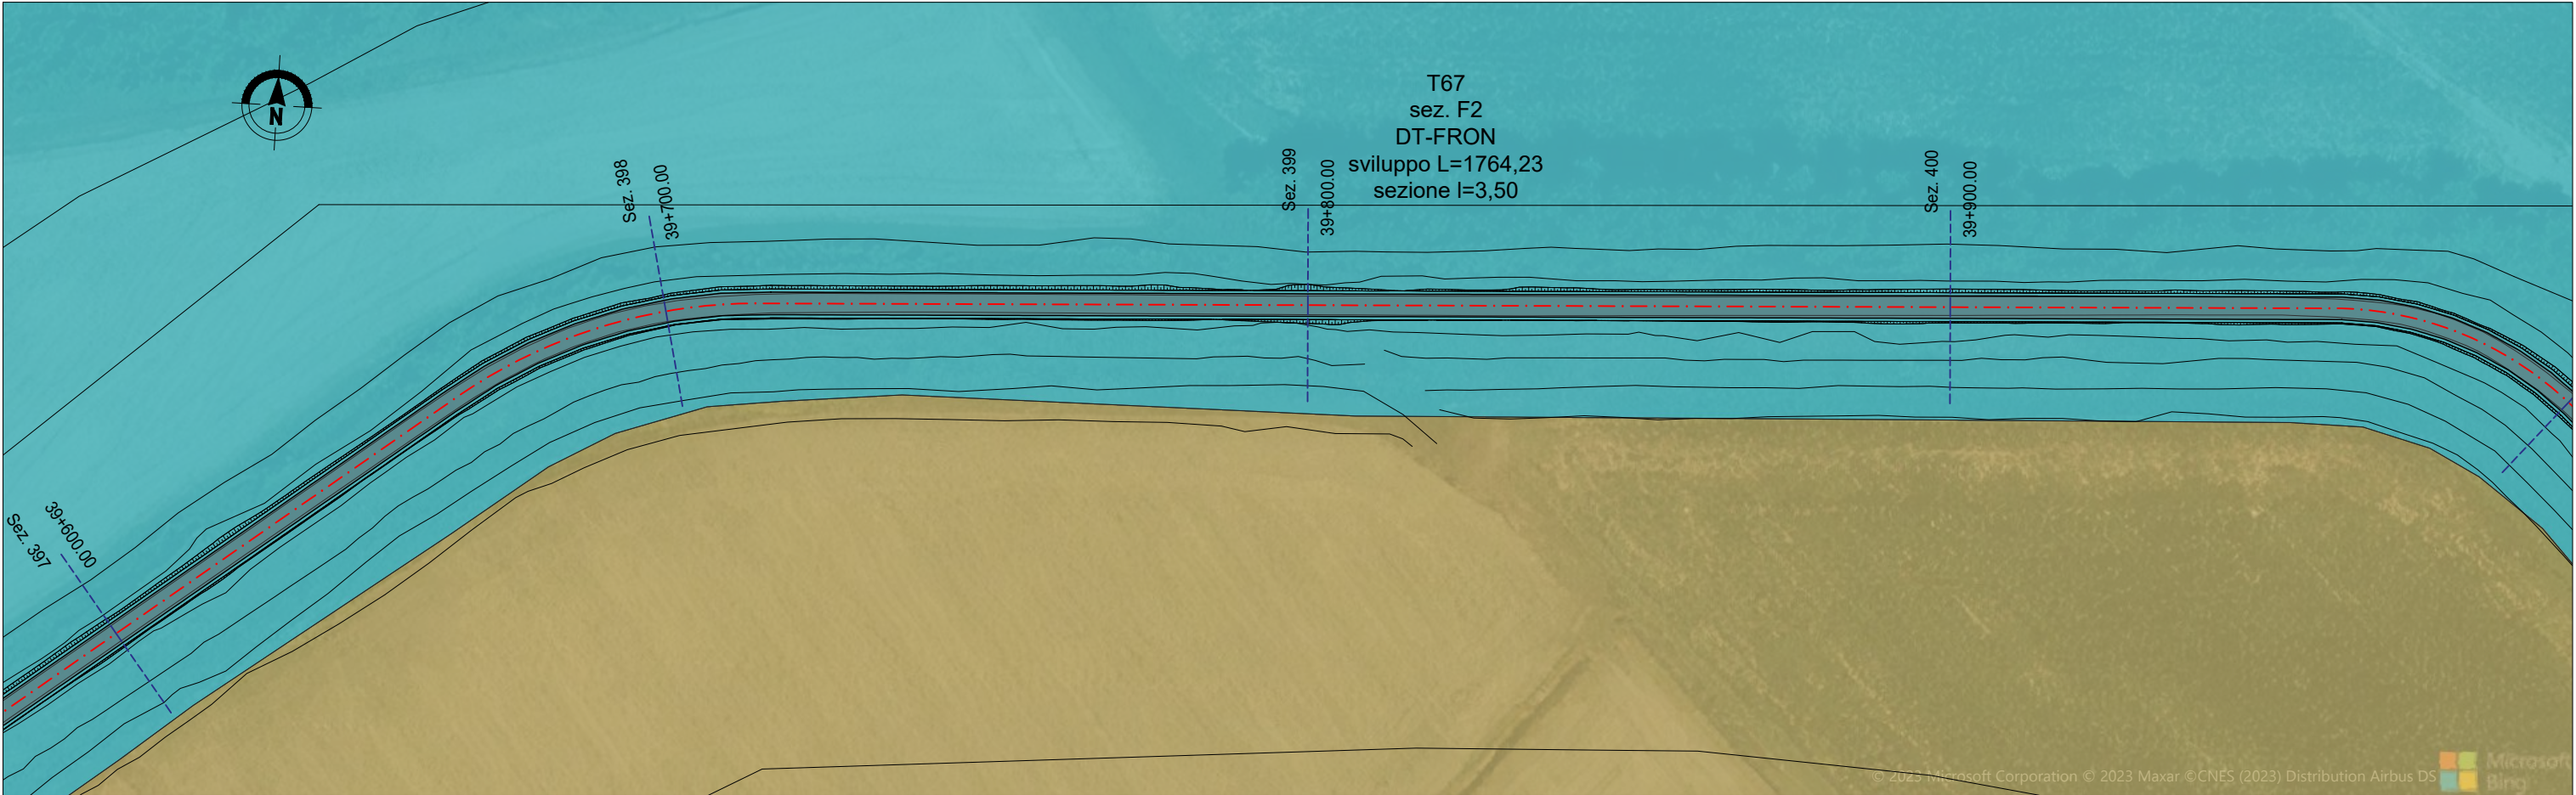 T67
sez. F2
DT-FRON
sviluppo L=1764,23
sezione l=3,50
N
Sez. 398
39+700.00
Sez. 399
39+800.00
Sez. 400
39+900.00
Sez. 397
39+600.00
© 2023 Microsoft Corporation © 2023 Maxar ©CNES (2023) Distribution Airbus DS
Microsoft
Bing